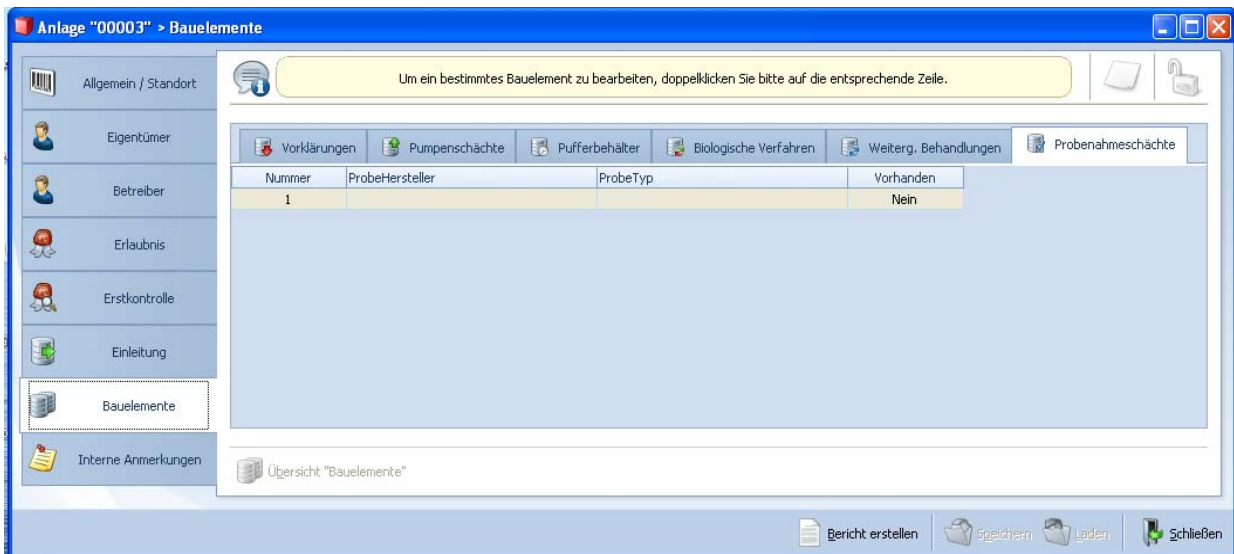 Anlage "00003" > Bauelemente
Allgemein / Standort
Eigentümer
Betreiber
Erlaubnis
Erstkontrolle
Einleitung
Bauelemente
Interne Anmerkungen
Um ein bestimmtes Bauelement zu bearbeiten, doppelklicken Sie bitte auf die entsprechende Zeile.
Vorklärungen Pumpenschächte Pufferbehälter Biologische Verfahren Weiterg. Behandlungen Probenahmeschächte
Nummer ProbeHersteller ProbeTyp Vorhanden
1 Nein
Übersicht "Bauelemente"
Bericht erstellen Speichern Laden Schließen